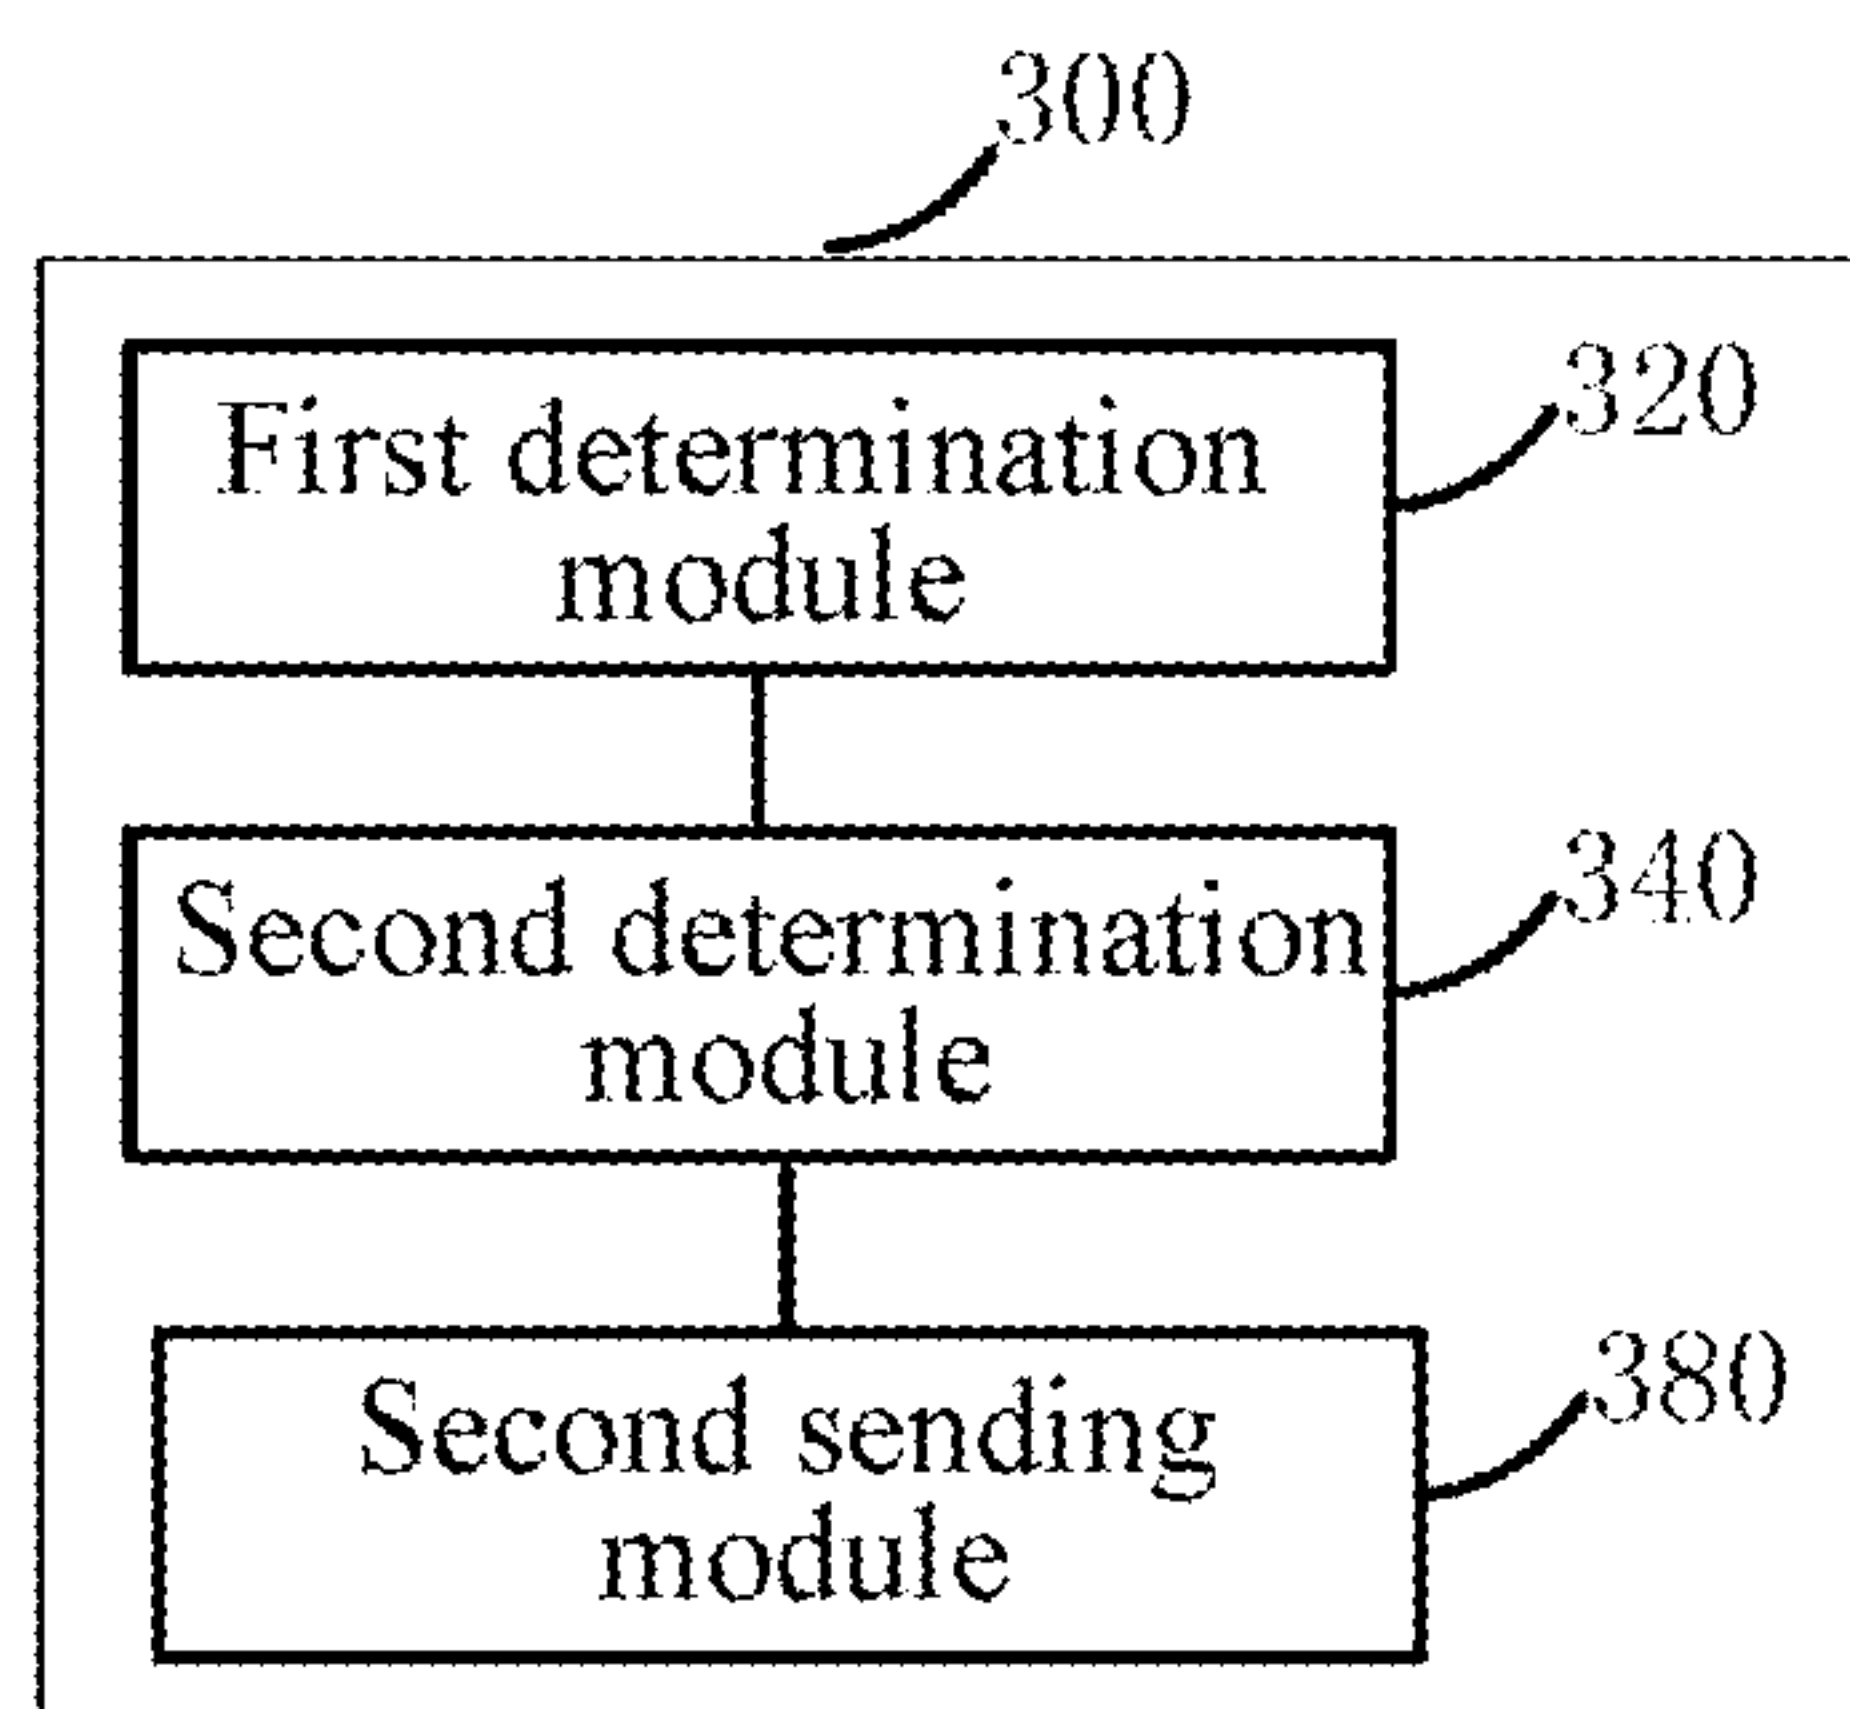 300
First determination
module
320
Second determination
module
340
Second sending
module
380